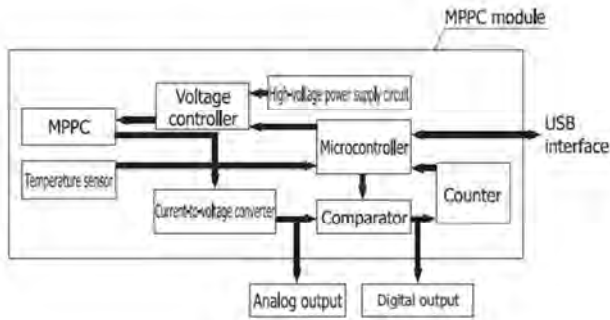 MPPC module
High-voltage power supply circuit
Voltage
controller
MPPC
Microcontroller
USB
interface
Temperature sensor
Counter
Current-to-voltage converter
Comparator
Analog output
Digital output